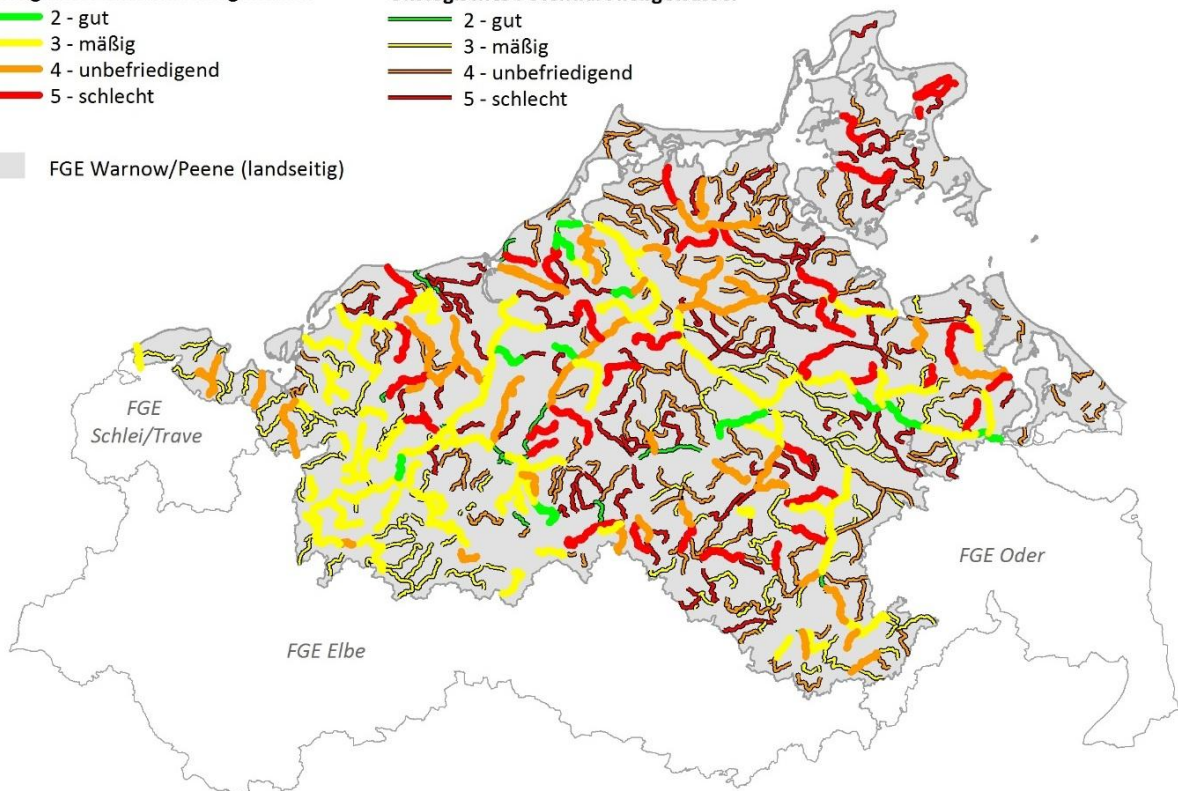 2 - gut
3 - mäßig
4 - unbefriedigend
5 - schlecht
2 - gut
3 - mäßig
4 - unbefriedigend
5 - schlecht
FGE Warnow/Peene (landseitig)
FGE
Schlei/Trave
FGE Oder
FGE Elbe